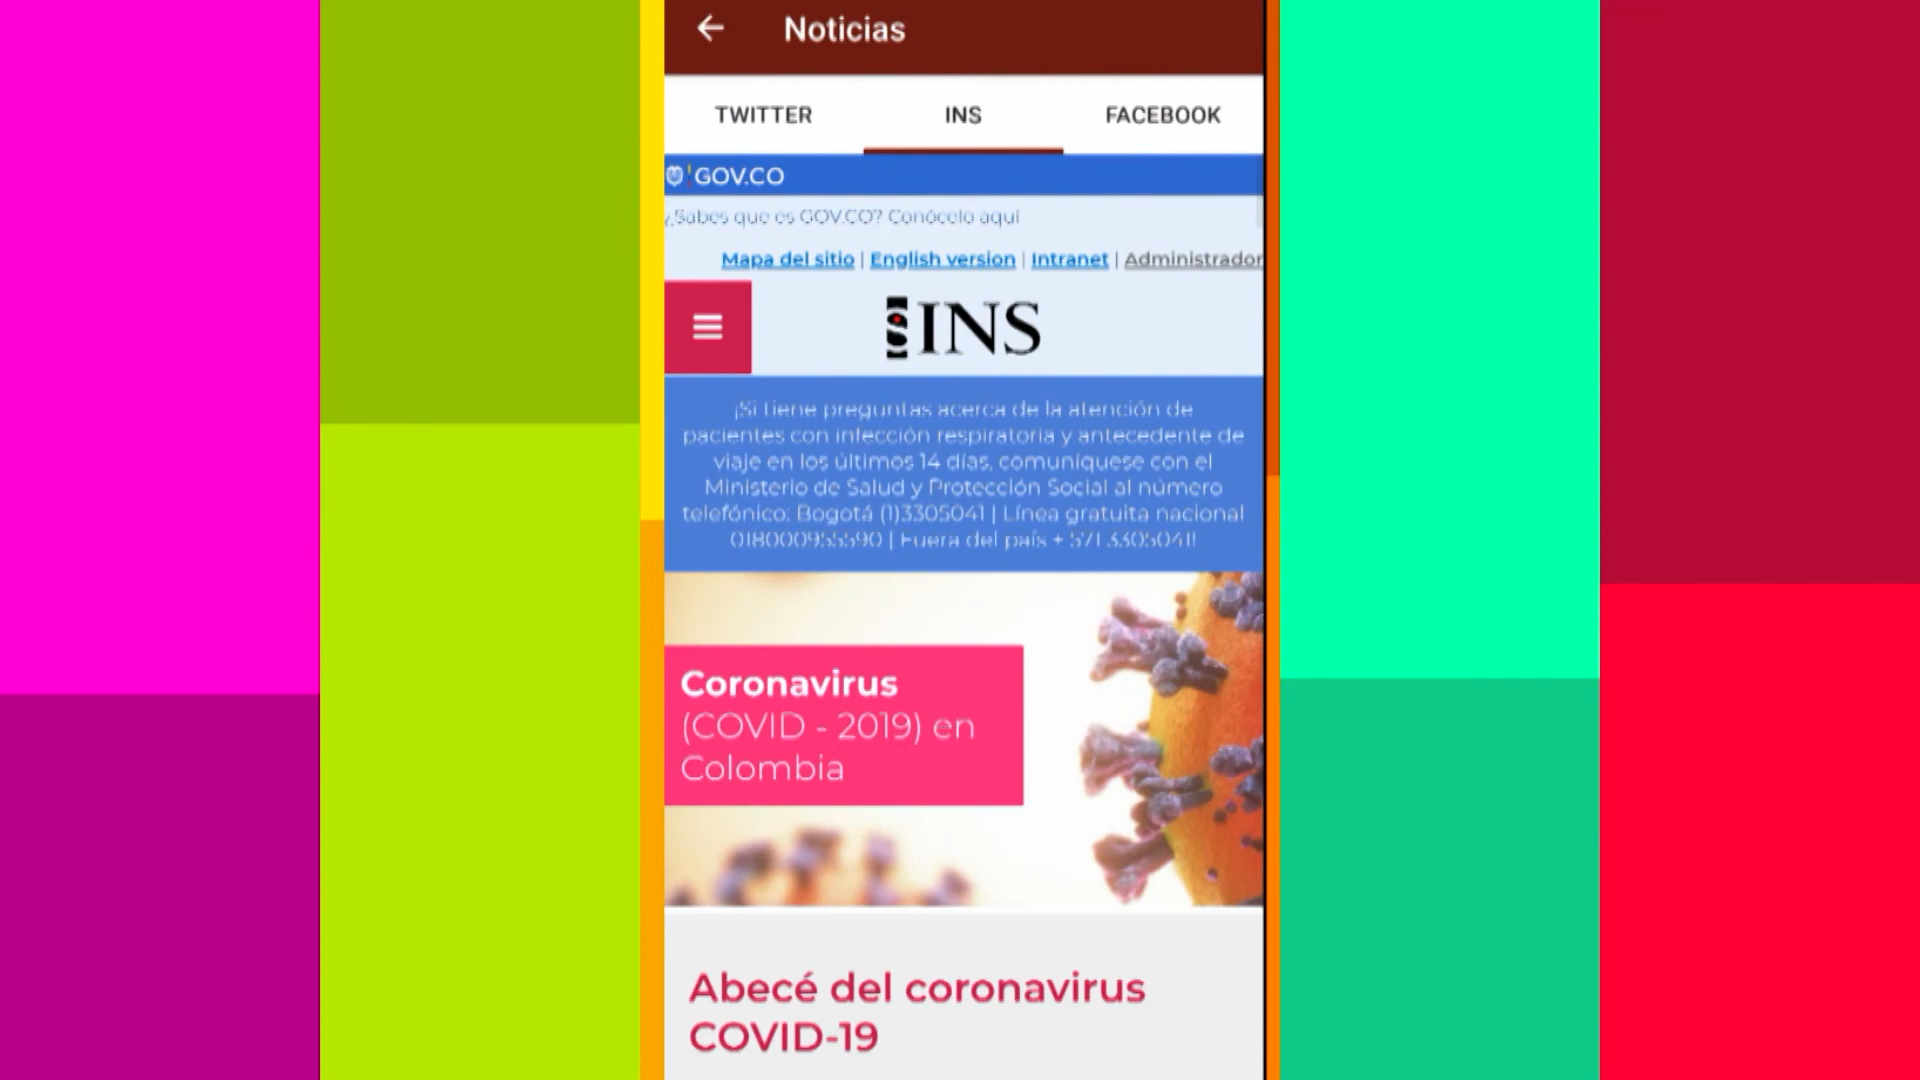 Noticias
TWITTER INS FACEBOOK
GOV.CO
¿Sabes que es GOV.CO? Conócelo aquí
Mapa del sitio | English version | Intranet | Administrador
INS
¡Si tiene preguntas acerca de la atención de
pacientes con infección respiratoria y antecedente de
viaje en los últimos 14 días, comuníquese con el
Ministerio de Salud y Protección Social al número
telefónico: Bogotá (1)3305041 | Línea gratuita nacional
018000955590 | Fuera del país + 571 3305041!
Coronavirus
(COVID - 2019) en
Colombia
Abecé del coronavirus
COVID-19